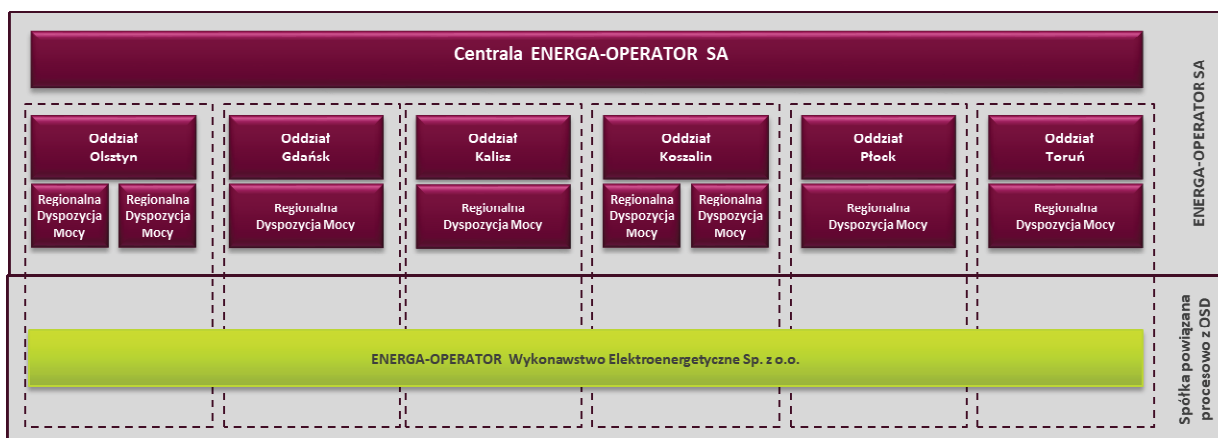 Centrala ENERGA-OPERATOR SA
Oddział
Olsztyn
Oddział
Gdańsk
Oddział
Kalisz
Oddział
Koszalin
Oddział
Płock
Oddział
Toruń
Regionalna
Dyspozycja
Mocy
Regionalna
Dyspozycja
Mocy
Regionalna
Dyspozycja Mocy
Regionalna
Dyspozycja Mocy
Regionalna
Dyspozycja
Mocy
Regionalna
Dyspozycja
Mocy
Regionalna
Dyspozycja Mocy
Regionalna
Dyspozycja Mocy
ENERGA-OPERATOR SA
ENERGA-OPERATOR Wykonawstwo Elektroenergetyczne Sp. z o.o.
Spółka powiązana
procesowo z OSD